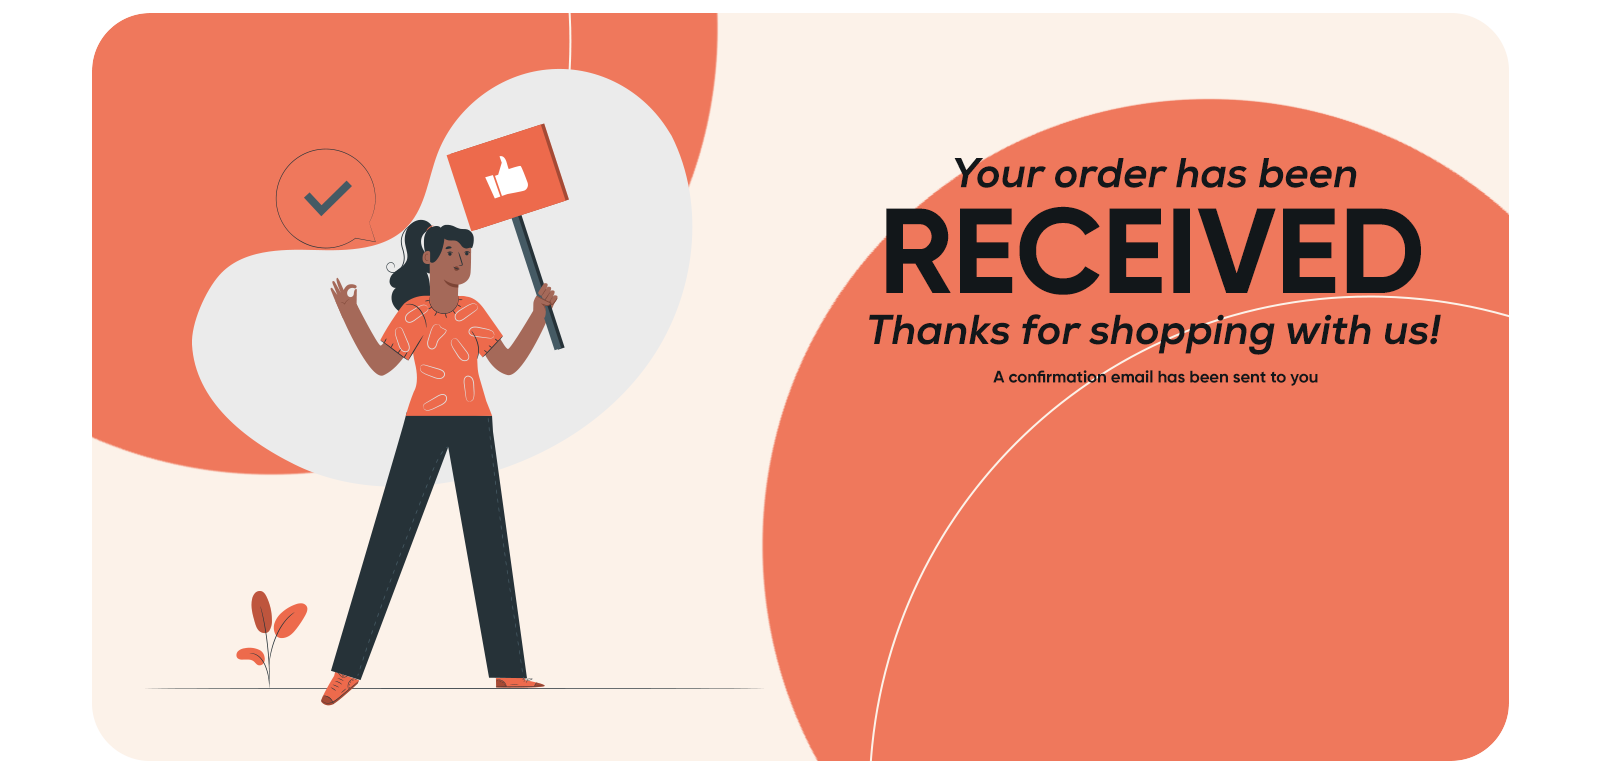 Your order has been
RECEIVED
Thanks for shopping with us!
A confirmation email has been sent to you